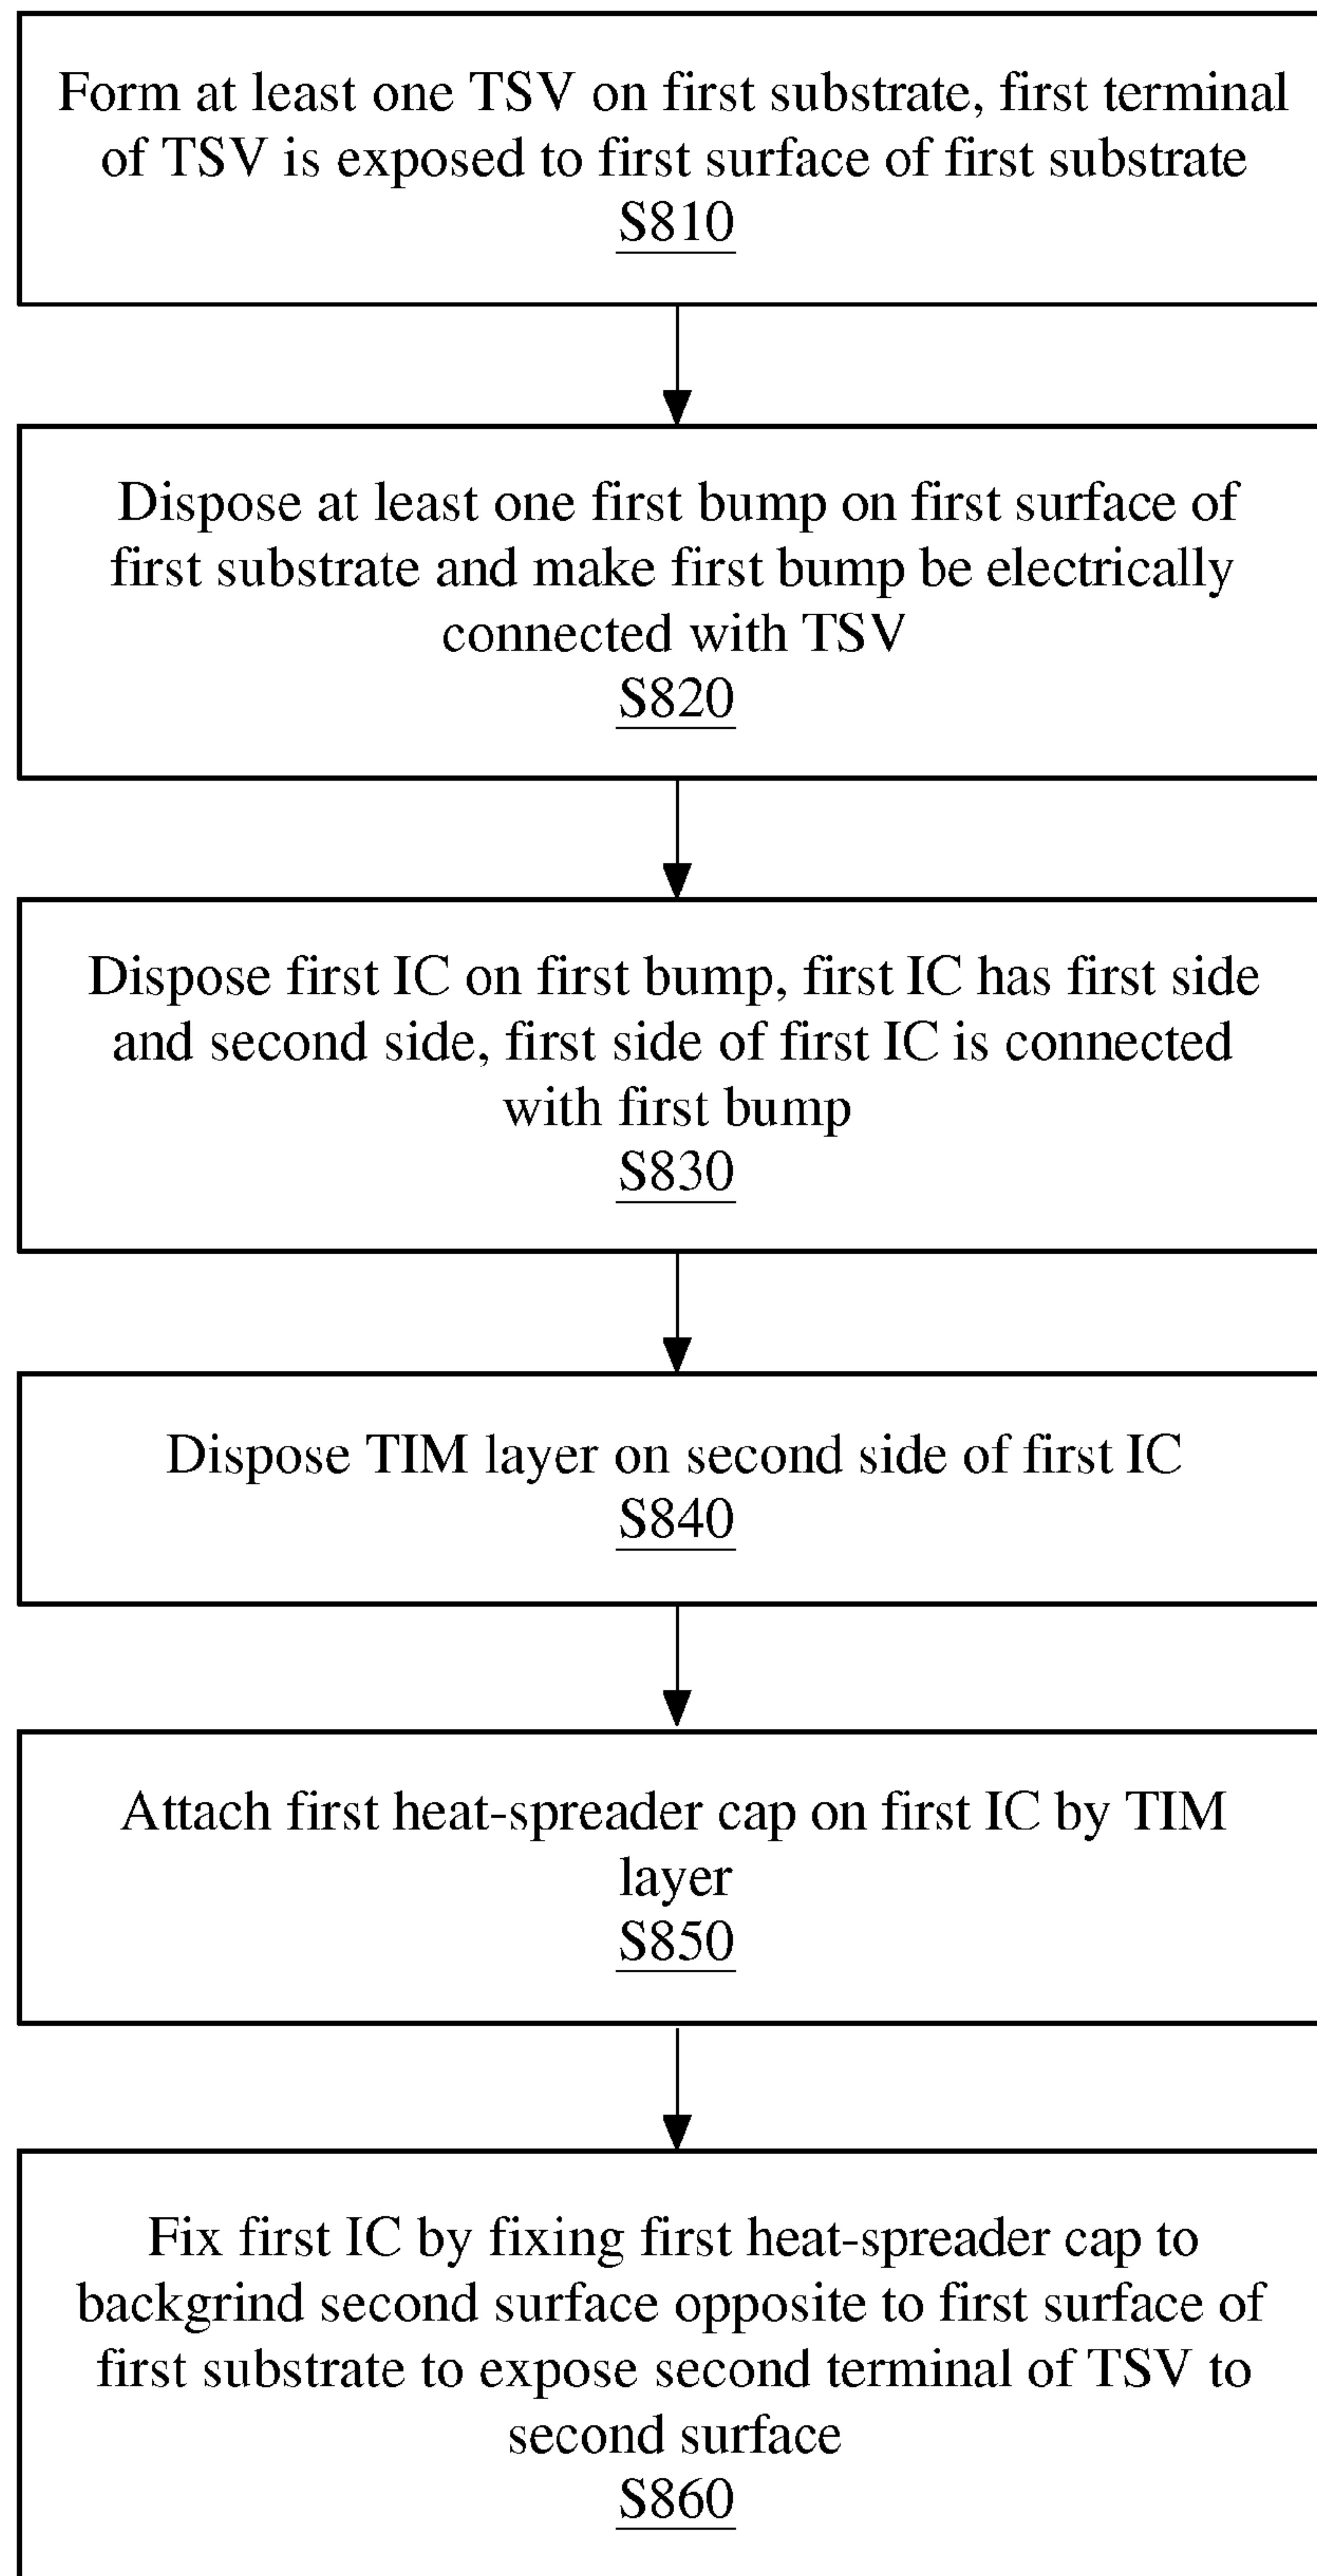 Form at least one TSV on first substrate, first terminal
of TSV is exposed to first surface of first substrate
S810
Dispose at least one first bump on first surface of
first substrate and make first bump be electrically
connected with TSV
S820
Dispose first IC on first bump, first IC has first side
and second side, first side of first IC is connected
with first bump
S830
Dispose TIM layer on second side of first IC
S840
Attach first heat-spreader cap on first IC by TIM
layer
S850
Fix first IC by fixing first heat-spreader cap to
backgrind second surface opposite to first surface of
first substrate to expose second terminal of TSV to
second surface
S860